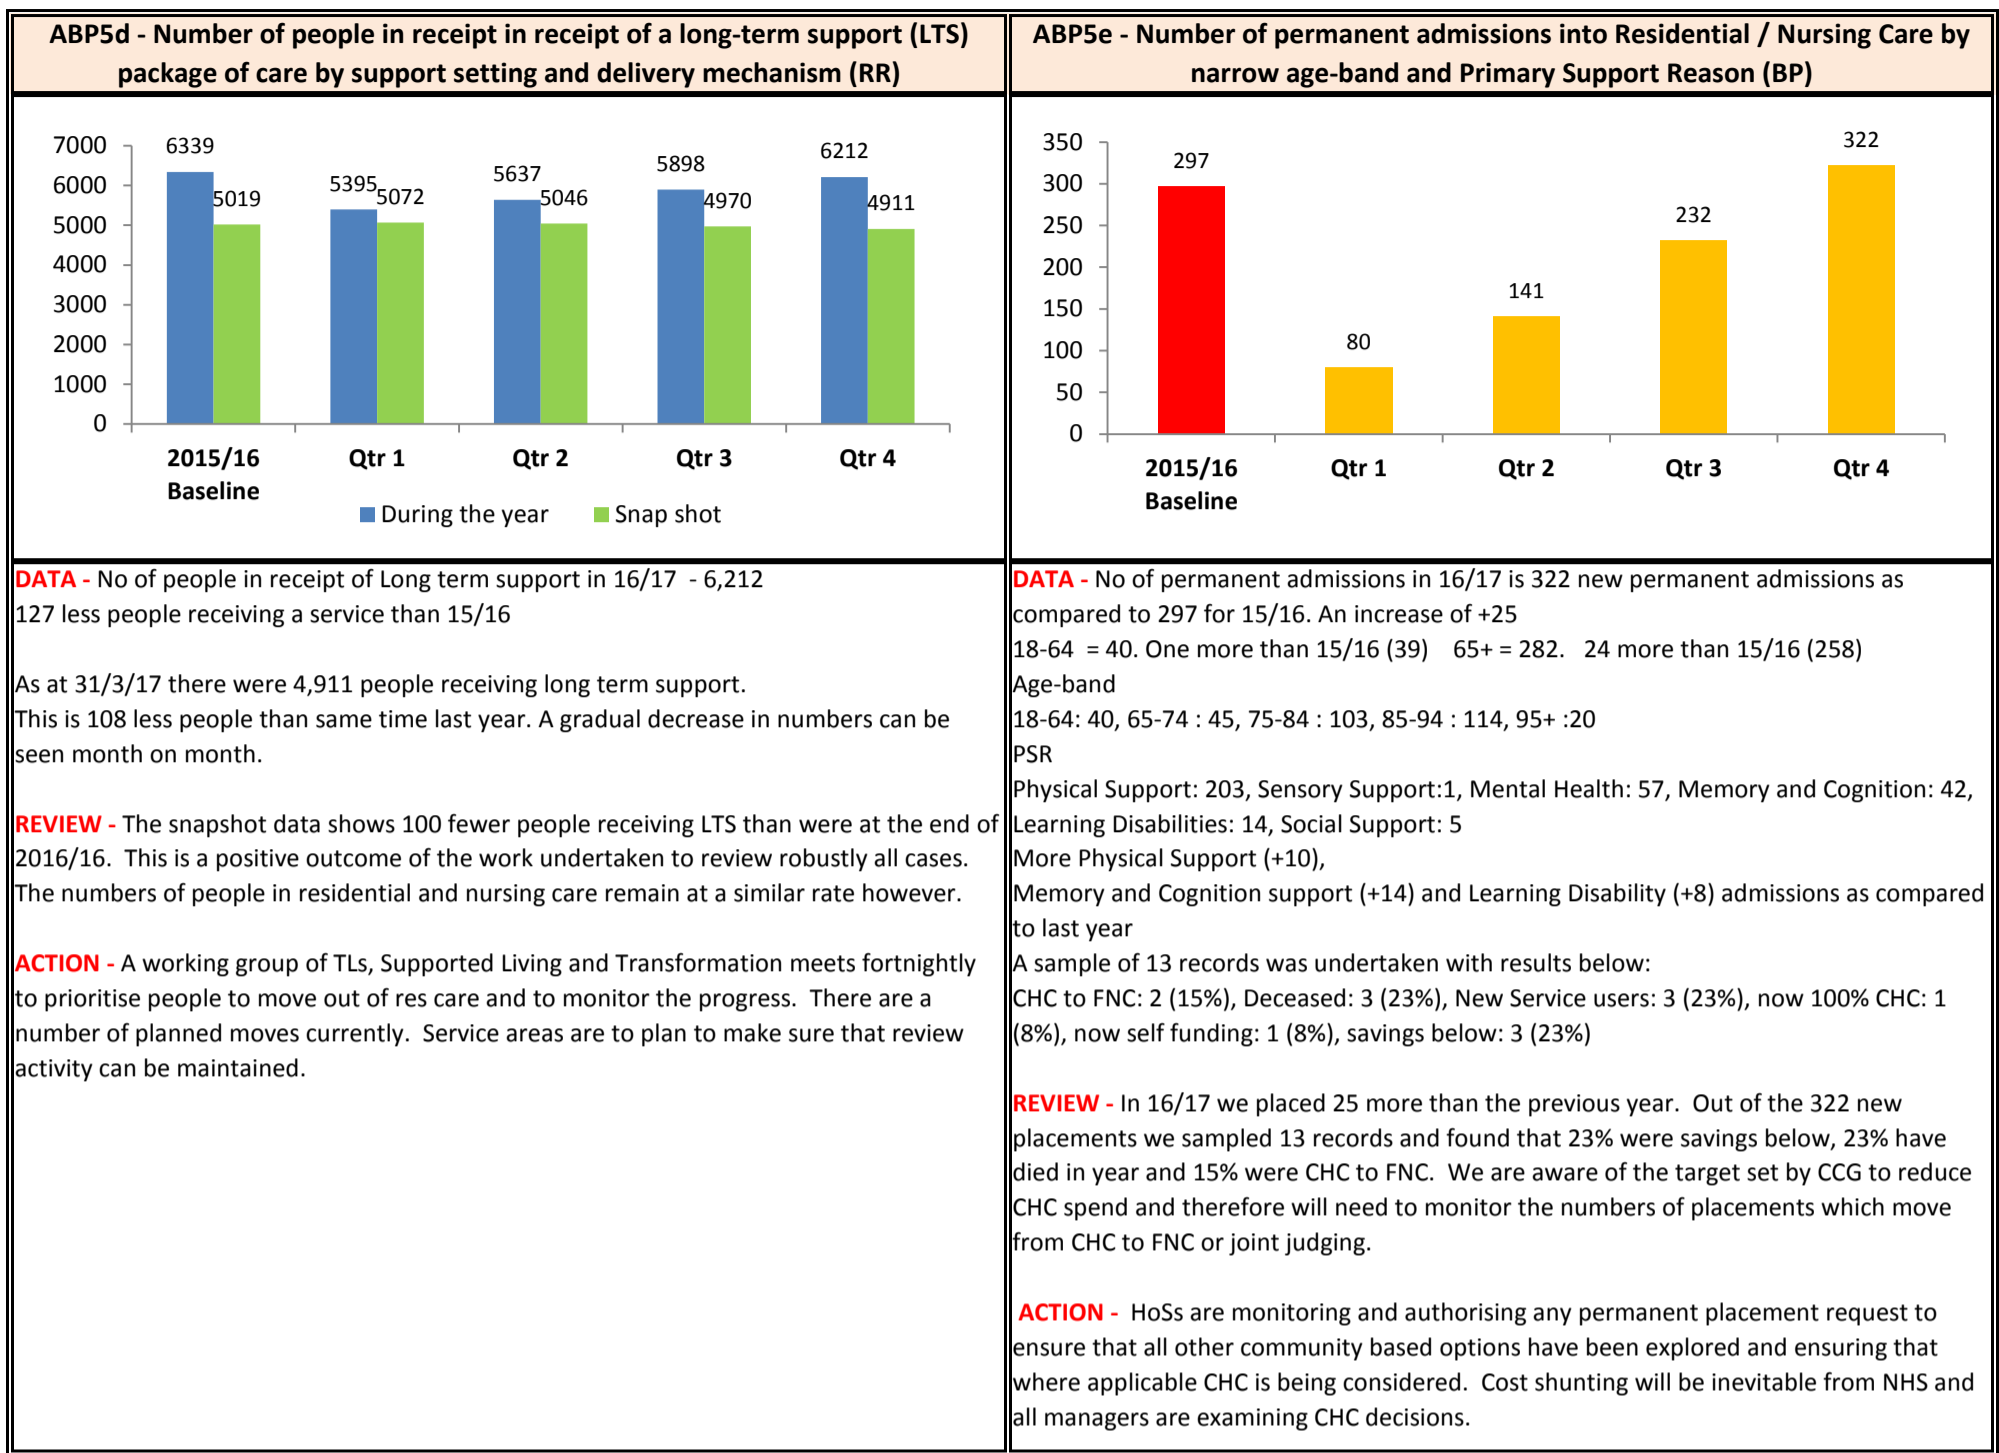 ABP5d - Number of people in receipt in receipt of a long-term support (LTS)
package of care by support setting and delivery mechanism (RR)
7000
6000
5000
4000
3000
2000
1000
0
6339
5019
5395
5072
5637
5046
5898
4970
6212
4911
2015/16
Baseline
Qtr 1
Qtr 2
Qtr 3
Qtr 4
During the year
Snap shot
DATA - No of people in receipt of Long term support in 16/17 - 6,212
127 less people receiving a service than 15/16
As at 31/3/17 there were 4,911 people receiving long term support.
This is 108 less people than same time last year. A gradual decrease in numbers can be
seen month on month.
REVIEW - The snapshot data shows 100 fewer people receiving LTS than were at the end of
2016/16. This is a positive outcome of the work undertaken to review robustly all cases.
The numbers of people in residential and nursing care remain at a similar rate however.
ACTION - A working group of TLs, Supported Living and Transformation meets fortnightly
to prioritise people to move out of res care and to monitor the progress. There are a
number of planned moves currently. Service areas are to plan to make sure that review
activity can be maintained.
ABP5e - Number of permanent admissions into Residential / Nursing Care by
narrow age-band and Primary Support Reason (BP)
350
300
250
200
150
100
50
0
297
80
141
232
322
2015/16
Baseline
Qtr 1
Qtr 2
Qtr 3
Qtr 4
DATA - No of permanent admissions in 16/17 is 322 new permanent admissions as
compared to 297 for 15/16. An increase of +25
18-64 = 40. One more than 15/16 (39) 65+ = 282. 24 more than 15/16 (258)
Age-band
18-64: 40, 65-74 : 45, 75-84 : 103, 85-94 : 114, 95+ :20
PSR
Physical Support: 203, Sensory Support:1, Mental Health: 57, Memory and Cognition: 42,
Learning Disabilities: 14, Social Support: 5
More Physical Support (+10),
Memory and Cognition support (+14) and Learning Disability (+8) admissions as compared
to last year
A sample of 13 records was undertaken with results below:
CHC to FNC: 2 (15%), Deceased: 3 (23%), New Service users: 3 (23%), now 100% CHC: 1
(8%), now self funding: 1 (8%), savings below: 3 (23%)
REVIEW - In 16/17 we placed 25 more than the previous year. Out of the 322 new
placements we sampled 13 records and found that 23% were savings below, 23% have
died in year and 15% were CHC to FNC. We are aware of the target set by CCG to reduce
CHC spend and therefore will need to monitor the numbers of placements which move
from CHC to FNC or joint judging.
ACTION - HoSs are monitoring and authorising any permanent placement request to
ensure that all other community based options have been explored and ensuring that
where applicable CHC is being considered. Cost shunting will be inevitable from NHS and
all managers are examining CHC decisions.